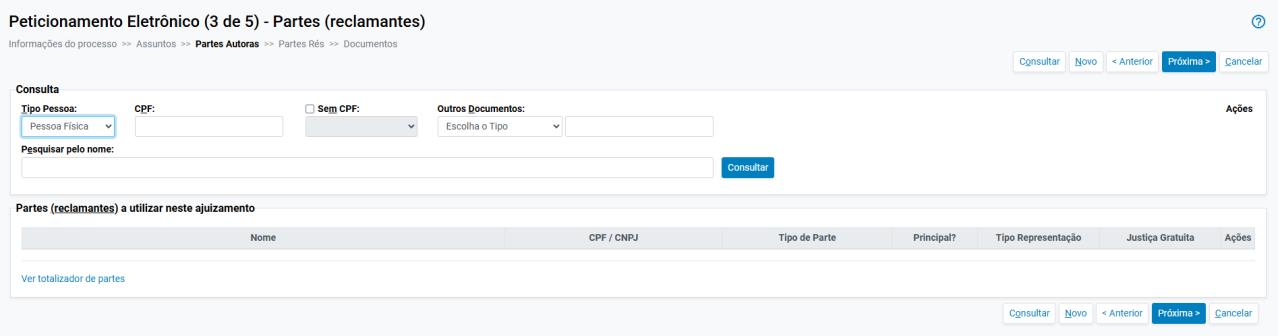 Peticionamento Eletrônico (3 de 5) - Partes (reclamantes)
Informações do processo >> Assuntos >> Partes Autoras >> Partes Rés >> Documentos
Consultar Novo < Anterior Próxima > Cancelar
Consulta
Tipo Pessoa: CPF: Sem CPF: Outros Documentos: Ações
Pessoa Física Escolha o Tipo
Pesquisar pelo nome:
Consultar
Partes (reclamantes) a utilizar neste ajuizamento
Nome CPF / CNPJ Tipo de Parte Principal? Tipo Representação Justiça Gratuita Ações
Ver totalizador de partes
Consultar Novo < Anterior Próxima > Cancelar